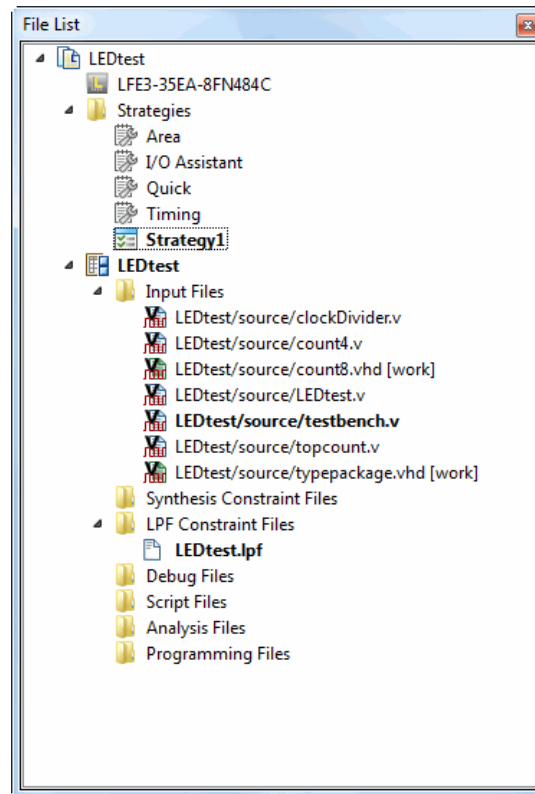 File List
LEDtest
LFE3-35EA-8FN484C
Strategies
Area
I/O Assistant
Quick
Timing
Strategy1
LEDtest
Input Files
LEDtest/source/clockDivider.v
LEDtest/source/count4.v
LEDtest/source/count8.vhd [work]
LEDtest/source/LEDtest.v
LEDtest/source/testbench.v
LEDtest/source/topcount.v
LEDtest/source/typepackage.vhd [work]
Synthesis Constraint Files
LPF Constraint Files
LEDtest.lpf
Debug Files
Script Files
Analysis Files
Programming Files